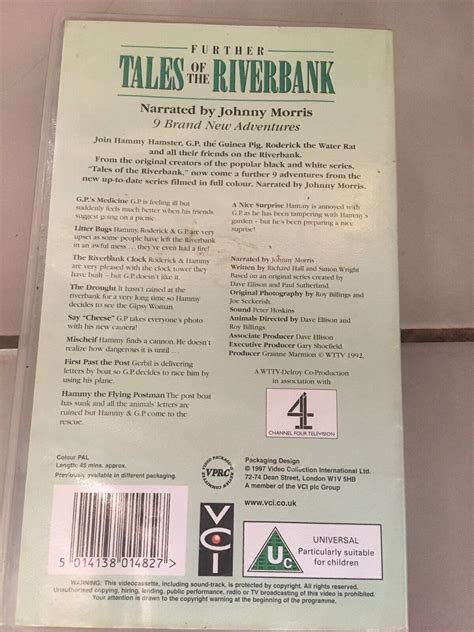 FURTHER
TALES OF THE RIVERBANK
Narrated by Johnny Morris
9 Brand New Adventures
Join Hammy Hamster, G.P. the Guinea Pig, Roderick the Water Rat
and all their friends on the Riverbank.
From the original creators of the popular black and white series,
"Tales of the Riverbank," now come a further 9 adventures from the
new up-to-date series filmed in full colour. Narrated by Johnny Morris.
G.P.'s Medicine G.P. is feeling ill but
suddenly feels much better when his friends
suggest going on a picnic.
Litter Bugs Hammy, Roderick & G.P. are very
upset as some people have left the Riverbank
in an awful mess ... they've even had a fire!
The Riverbank Clock Roderick & Hammy
are very pleased with the clock tower they
have built - but G.P. doesn't like it.
The Drought It hasn't rained at the
riverbank for a very long time so Hammy
decides to see the Gipsy Woman
Say "Cheese" G.P. takes everyone's photo
with his new camera!
Mischeif Hammy finds a cannon. He doesn't
realize how dangerous it is until . . .
First Past the Post Gerbil is delivering
letters by boat so G.P. decides to race him by
using his plane.
Hammy the Flying Postman The post boat
has sunk and all the animals' letters are
ruined but Hammy & G.P. come to the
rescue.
A Nice Surprise Hammy is annoyed with
G.P. as he has been tampering with Hammy's
garden - but he's been preparing a nice
surprise?
Narrated by Johnny Morris
Written by Richard Hall and Simon Wright
Based on an original series created by
Dave Ellison and Paul Sutherland.
Original Photography by Roy Billings and
Joe Seckerish.
Sound Peter Hoskins
Animals Directed by Dave Ellison and
Roy Billings.
Associate Producer Dave Ellison
Executive Producer Gary Shoefield.
Producer Grainne Marmion © WTTV 1992.
A WTTV-Delroy Co-Production
in association with
4
CHANNEL FOUR TELEVISION
Colour PAL
Length: 45 mins. approx.
Previously available in different packaging.
VPRC
Packaging Design
© 1997 Video Collection International Ltd.
72-74 Dean Street, London W1V 5HB
A member of the VCI plc Group
www.vci.co.uk
5 014138 014827 >
VCI
U
UC
UNIVERSAL
Particularly suitable
for children
WARNING: This videocassette, including sound-track, is protected by copyright. All rights reserved.
Unauthorised copying, hiring, lending, public performance, radio or TV broadcasting of this video is prohibited.
Your attention is drawn to the copyright warning at the beginning of the programme.